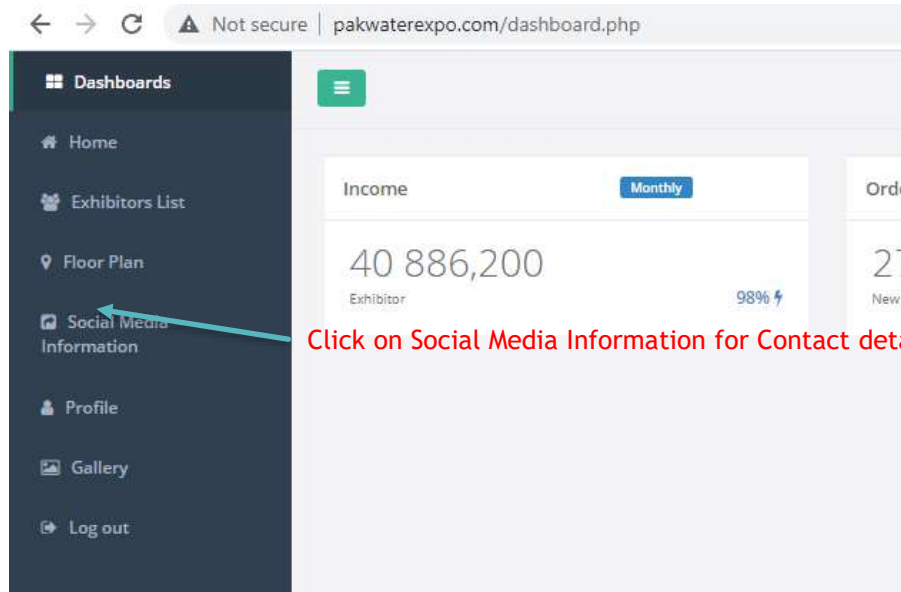 Not secure | pakwaterexpo.com/dashboard.php
Dashboards
Home
Exhibitors List
Floor Plan
Social Media
Information
Profile
Gallery
Log out
Income Monthly
40 886,200
Exhibitor 98%
New
Click on Social Media Information for Contact